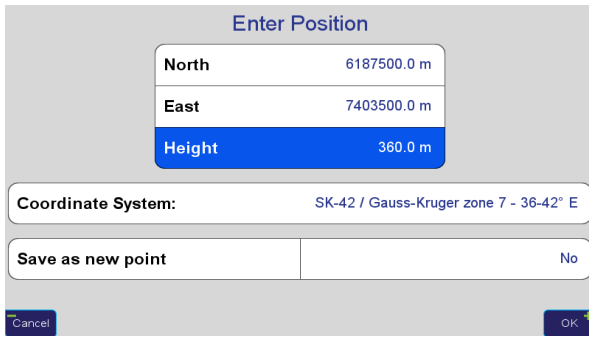 Enter Position
North 6187500.0 m
East 7403500.0 m
Height 360.0 m
Coordinate System: SK-42 / Gauss-Kruger zone 7 - 36-42° E
Save as new point No
Cancel OK